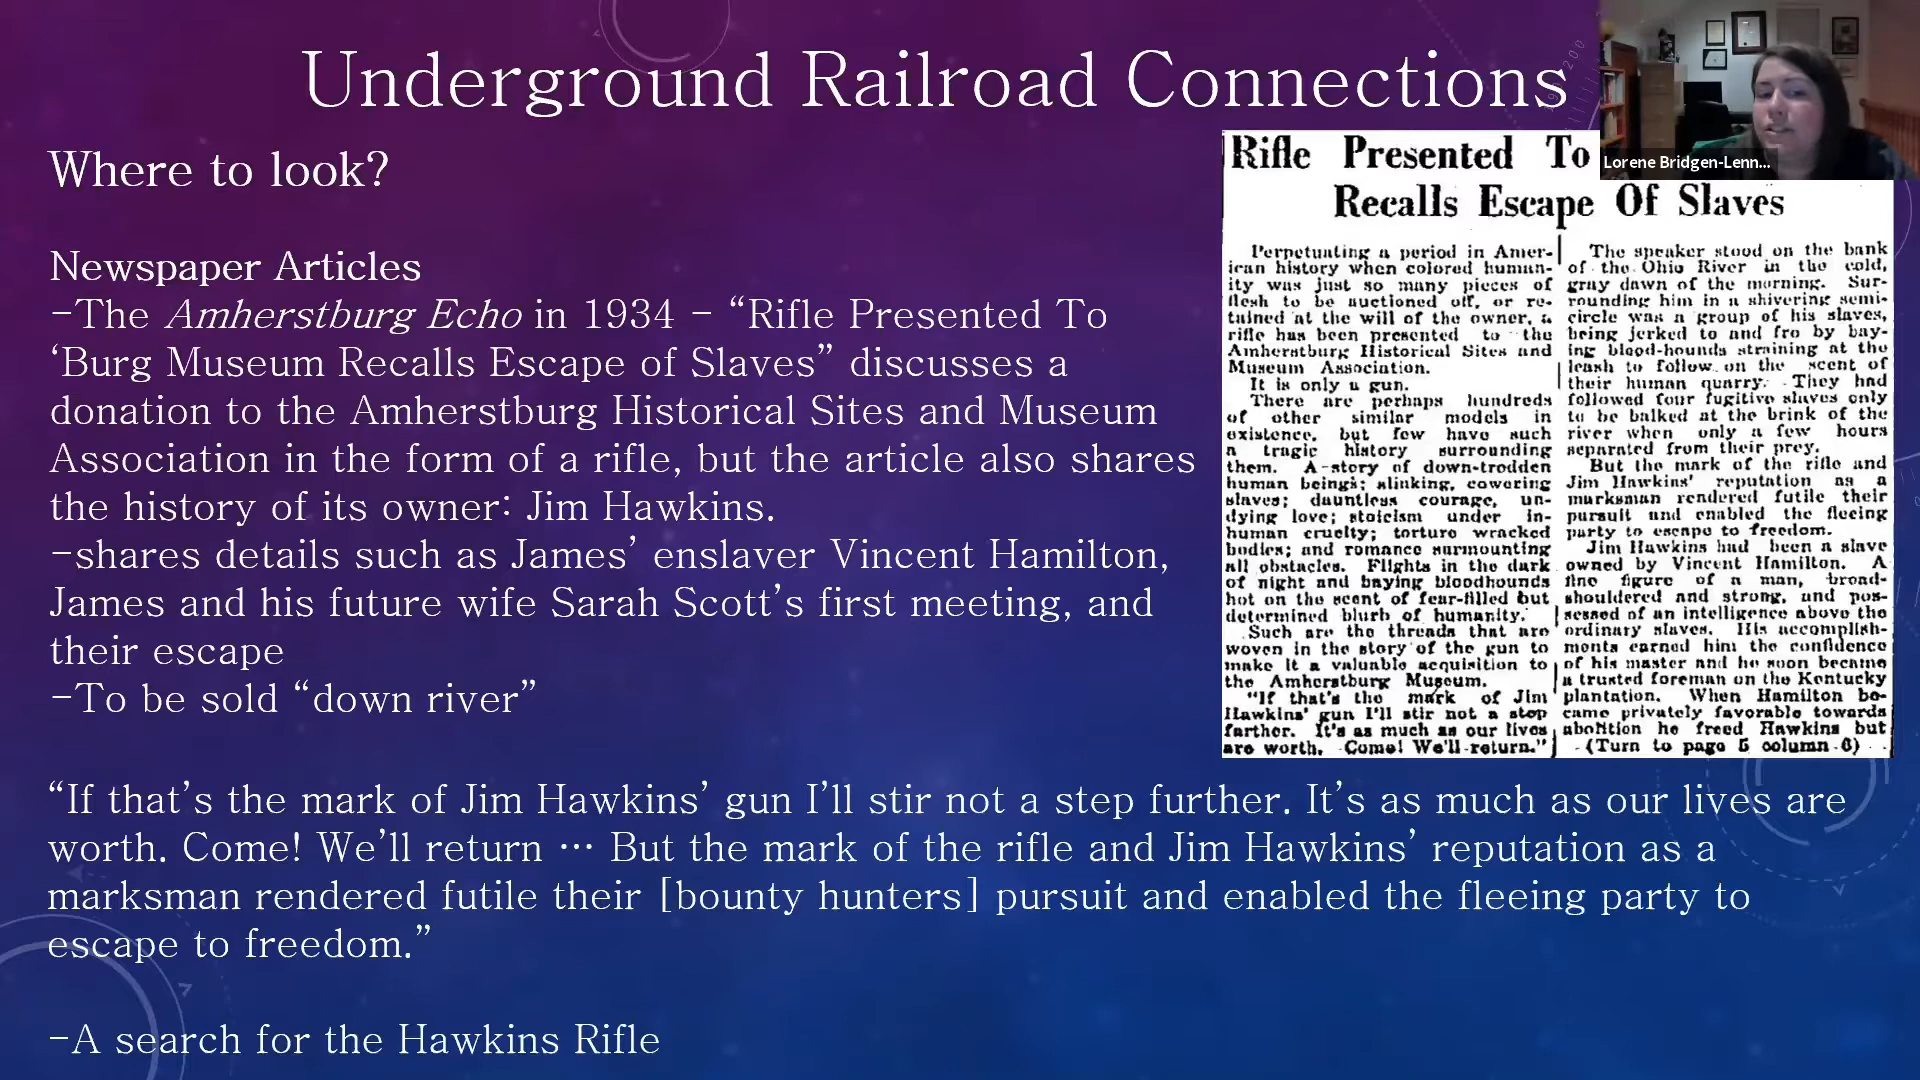 Underground Railroad Connections
Where to look?
Newspaper Articles
-The Amherstburg Echo in 1934 - “Rifle Presented To
‘Burg Museum Recalls Escape of Slaves” discusses a
donation to the Amherstburg Historical Sites and Museum
Association in the form of a rifle, but the article also shares
the history of its owner: Jim Hawkins.
-shares details such as James’ enslaver Vincent Hamilton,
James and his future wife Sarah Scott’s first meeting, and
their escape
-To be sold “down river”
“If that’s the mark of Jim Hawkins’ gun I’ll stir not a step further. It’s as much as our lives are
worth. Come! We’ll return … But the mark of the rifle and Jim Hawkins’ reputation as a
marksman rendered futile their [bounty hunters] pursuit and enabled the fleeing party to
escape to freedom.”
-A search for the Hawkins Rifle
Rifle Presented To
Recalls Escape Of Slaves
Perpetuating a period in Amer-
ican history when colored human-
ity was just so many pieces of
flesh to be auctioned off, or re-
tained at the will of the owner, a
rifle has been presented to the
Amherstburg Historical Sites and
Museum Association.
It is only a gun.
There are perhaps hundreds
of other similar models in
existence, but few have such
a tragic history surrounding
them. A story of down-trodden
human beings; slinking, cowering
slaves; dauntless courage, un-
dying love; stoicism under in-
human cruelty; torture wracked
bodies; and romance surmounting
all obstacles. Flights in the dark
of night and baying bloodhounds
hot on the scent of fear-filled but
determined blurb of humanity.
Such are the threads that are
woven in the story of the gun to
make it a valuable acquisition to
the Amherstburg Museum.
"If that's the mark of Jim
Hawkins' gun I'll stir not a step
farther. It's as much as our lives
are worth. Come! We'll return."
The speaker stood on the bank
of the Ohio River in the cold,
gray dawn of the morning. Sur-
rounding him in a shivering semi-
circle was a group of his slaves,
being jerked to and fro by bay-
ing blood-hounds straining at the
leash to follow on the scent of
their human quarry. They had
followed four fugitive slaves only
to be balked at the brink of the
river when only a few hours
separated from their prey.
But the mark of the rifle and
Jim Hawkins' reputation as a
marksman rendered futile their
pursuit and enabled the fleeing
party to escape to freedom.
Jim Hawkins had been a slave
owned by Vincent Hamilton. A
fine figure of a man, broad-
shouldered and strong, and pos-
sessed of an intelligence above the
ordinary slaves. His accomplish-
ments earned him the confidence
of his master and he soon became
a trusted foreman on the Kentucky
plantation. When Hamilton be-
came privately favorable towards
abolition he freed Hawkins but
(Turn to page 5 column 6)
Lorene Bridgen-Lenn...